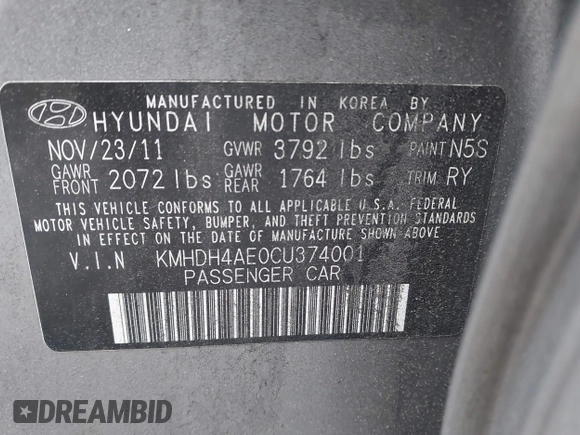 MANUFACTURED IN KOREA BY
HYUNDAI MOTOR COMPANY
NOV/23/11 GVWR 3792 lbs PAINT N5S
GAWR FRONT 2072 lbs GAWR REAR 1764 lbs TRIM RY
THIS VEHICLE CONFORMS TO ALL APPLICABLE U.S.A. FEDERAL
MOTOR VEHICLE SAFETY, BUMPER, AND THEFT PREVENTION STANDARDS
IN EFFECT ON THE DATE OF MANUFACTURE SHOWN ABOVE
V.I.N KMHDH4AE0CU374001
PASSENGER CAR
DREAMBID